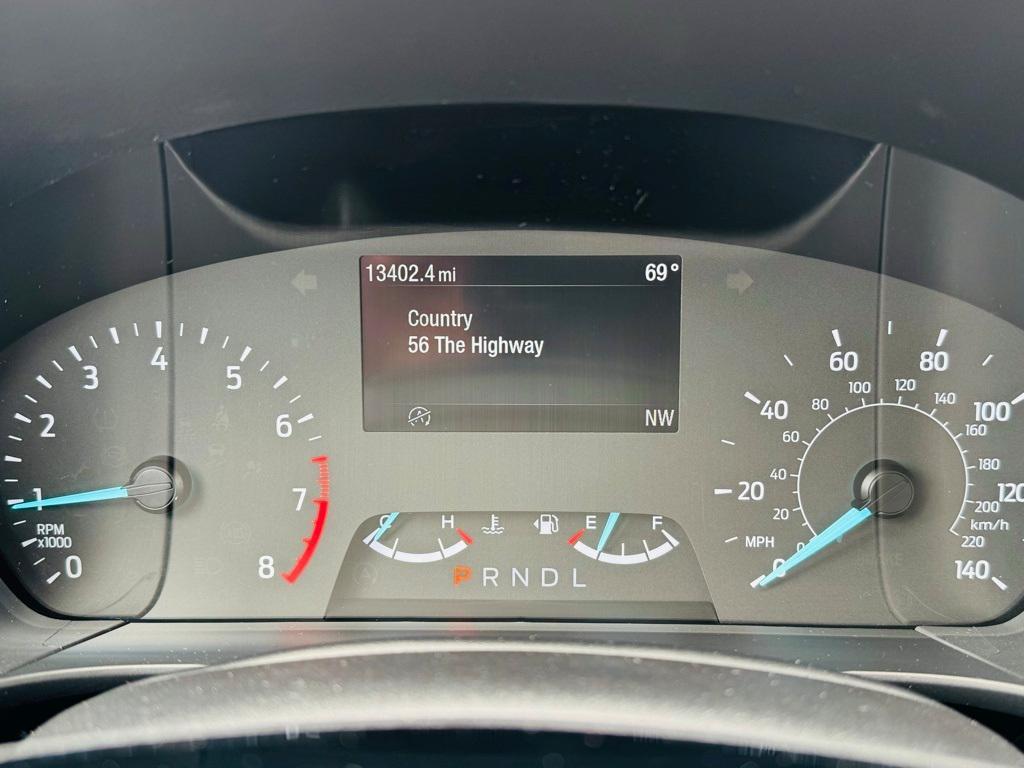 13402.4 mi 69°
Country
56 The Highway
NW
0 1 2 3 4 5 6 7 8
RPM
x1000
C H
E F
P R N D L
0 20 40 60 80 100 120 140
MPH
0 20 40 60 80 100 120 140 160 180 200 220
km/h